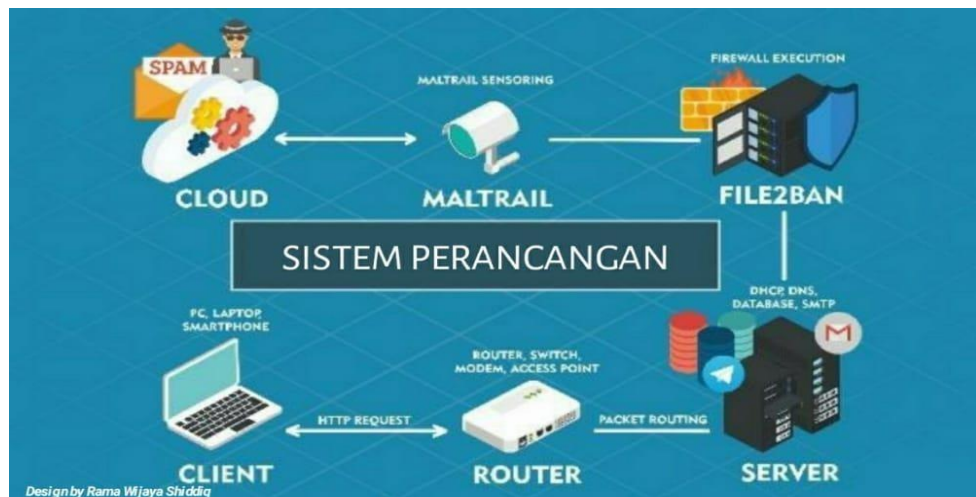 SPAM
MALTRAIL SENSORING
FIREWALL EXECUTION
CLOUD
MALTRAIL
FILE2BAN
SISTEM PERANCANGAN
PC, LAPTOP,
SMARTPHONE
ROUTER, SWITCH,
MODEM, ACCESS POINT
DHCP, DNS,
DATABASE, SMTP
M
HTTP REQUEST
PACKET ROUTING
CLIENT
ROUTER
SERVER
Design by Rama Wijaya Shiddiq